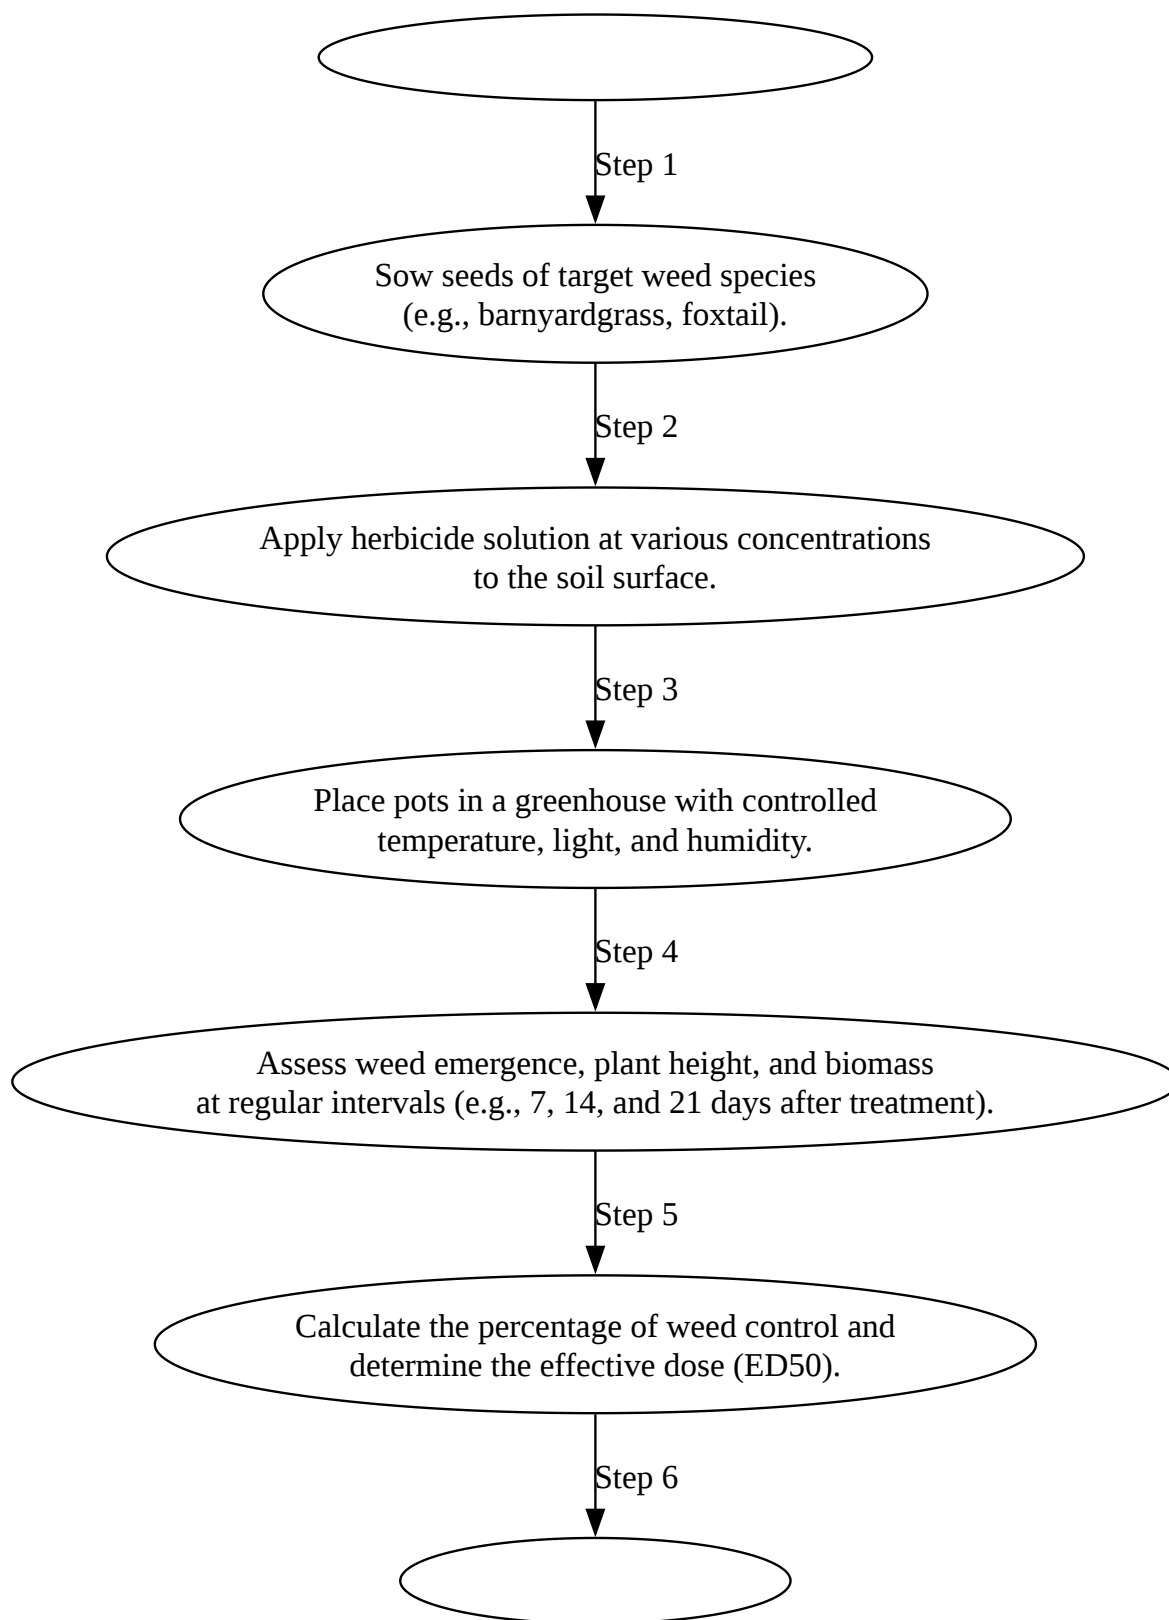 Step 1
Sow seeds of target weed species
(e.g., barnyardgrass, foxtail).
Step 2
Apply herbicide solution at various concentrations
to the soil surface.
Step 3
Place pots in a greenhouse with controlled
temperature, light, and humidity.
Step 4
Assess weed emergence, plant height, and biomass
at regular intervals (e.g., 7, 14, and 21 days after treatment).
Step 5
Calculate the percentage of weed control and
determine the effective dose (ED50).
Step 6